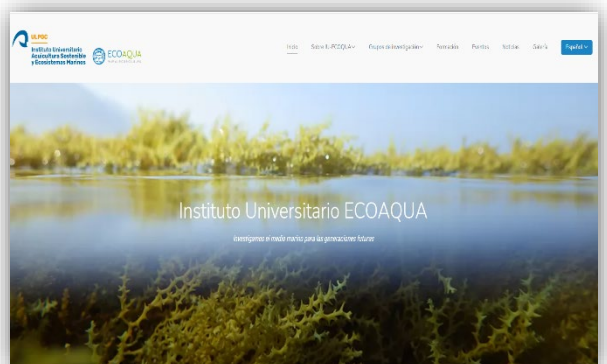 ULPGC
Instituto Universitario
Acuicultura Sostenible
y Ecosistemas Marinos
ECOAQUA
Inicio
Sobre IU-ECOAQUA
Grupos de investigación
Formación
Eventos
Noticias
Galería
Español
Instituto Universitario ECOAQUA
Investigamos el medio marino para las generaciones futuras